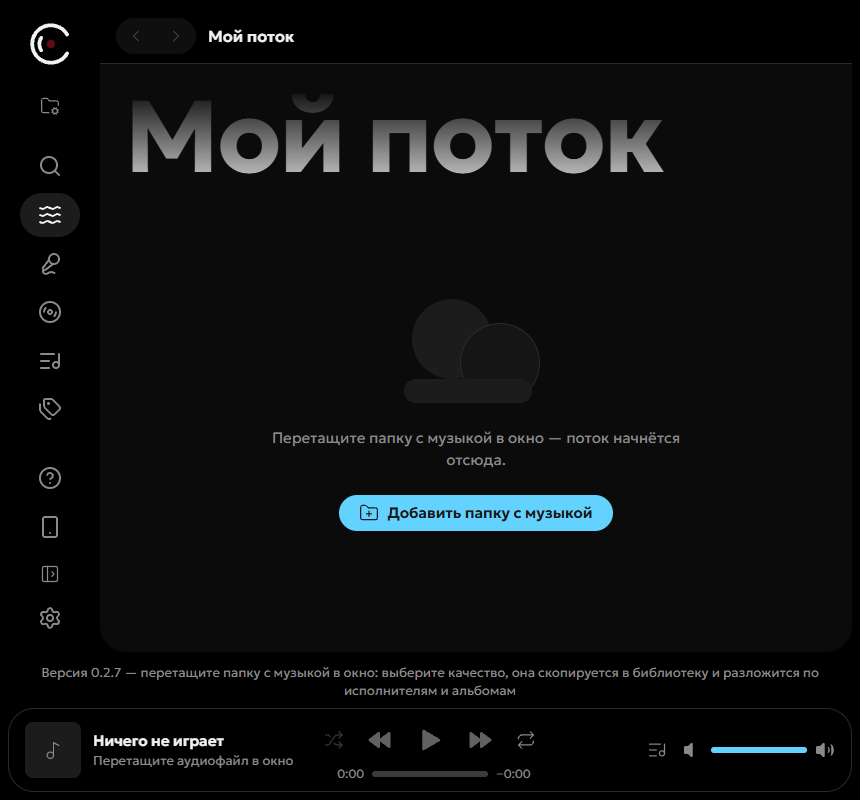 Мой поток
Мой поток
Перетащите папку с музыкой в окно — поток начнётся
отсюда.
Добавить папку с музыкой
Версия 0.2.7 — перетащите папку с музыкой в окно: выберите качество, она скопируется в библиотеку и разложится по
исполнителям и альбомам
Ничего не играет
Перетащите аудиофайл в окно
0:00
−0:00